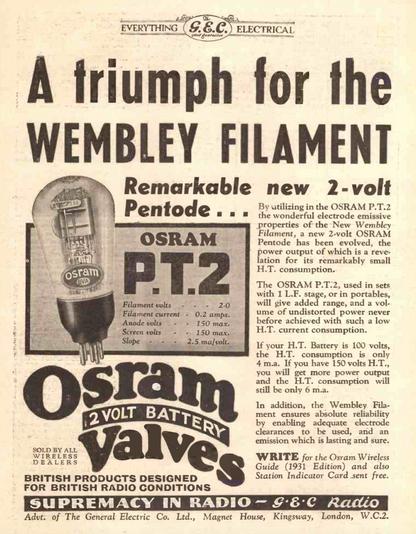 EVERYTHING G.E.C. ELECTRICAL
A triumph for the
WEMBLEY FILAMENT
Remarkable new 2-volt
Pentode . . .
osram
OSRAM
P.T.2
Filament volts - - 2·0
Filament current - 0.2 amps.
Anode volts - 150 max.
Screen volts - 150 max.
Slope - 2.5 ma/volt.
By utilizing in the OSRAM P.T.2
the wonderful electrode emissive
properties of the New Wembley
Filament, a new 2-volt OSRAM
Pentode has been evolved, the
power output of which is a reve-
lation for its remarkably small
H.T. consumption.
The OSRAM P.T.2, used in sets
with 1 L.F. stage, or in portables,
will give added range, and a vol-
ume of undistorted power never
before achieved with such a low
H.T. current consumption.
If your H.T. Battery is 100 volts,
the H.T. consumption is only
4 m.a. If you have 150 volts H.T.,
you will get more power output
and the H.T. consumption will
still be only 6 m.a.
In addition, the Wembley Fila-
ment ensures absolute reliability
by enabling adequate electrode
clearances to be used, and an
emission which is lasting and sure.
WRITE for the Osram Wireless
Guide (1931 Edition) and also
Station Indicator Card sent free.
Osram
2 VOLT BATTERY
Valves
SOLD BY ALL
WIRELESS
DEALERS
BRITISH PRODUCTS DESIGNED
FOR BRITISH RADIO CONDITIONS
SUPREMACY IN RADIO – G·E·C Radio
Advt. of The General Electric Co. Ltd., Magnet House, Kingsway, London, W.C.2.